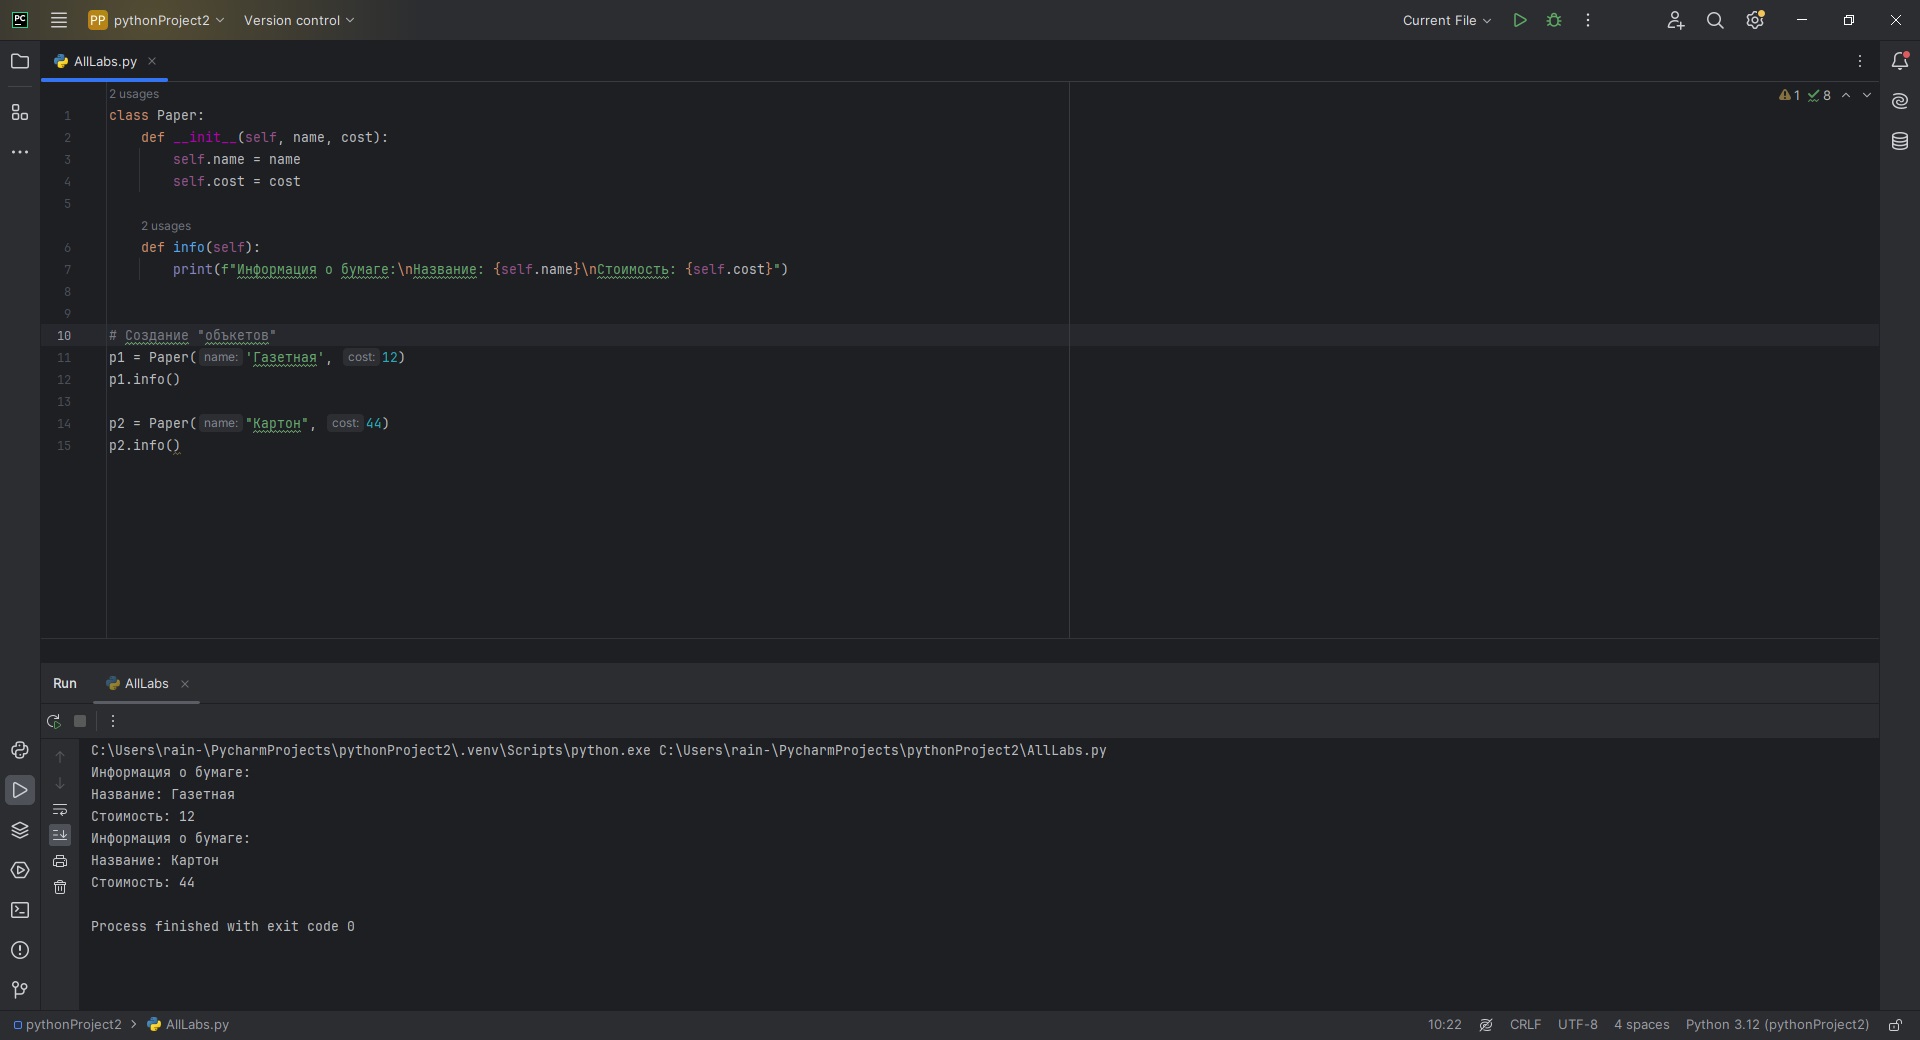 PC
PP pythonProject2
Version control
Current File
AllLabs.py
1 8
2 usages
1 class Paper:
2 def __init__(self, name, cost):
3 self.name = name
4 self.cost = cost
5
2 usages
6 def info(self):
7 print(f"Информация о бумаге:\nНазвание: {self.name}\nСтоимость: {self.cost}")
8
9
10 # Создание "объкетов"
11 p1 = Paper( name: 'Газетная', cost: 12)
12 p1.info()
13
14 p2 = Paper( name: "Картон", cost: 44)
15 p2.info()
Run AllLabs
C:\Users\rain-\PycharmProjects\pythonProject2\.venv\Scripts\python.exe C:\Users\rain-\PycharmProjects\pythonProject2\AllLabs.py
Информация о бумаге:
Название: Газетная
Стоимость: 12
Информация о бумаге:
Название: Картон
Стоимость: 44
Process finished with exit code 0
pythonProject2 > AllLabs.py
10:22 CRLF UTF-8 4 spaces Python 3.12 (pythonProject2)